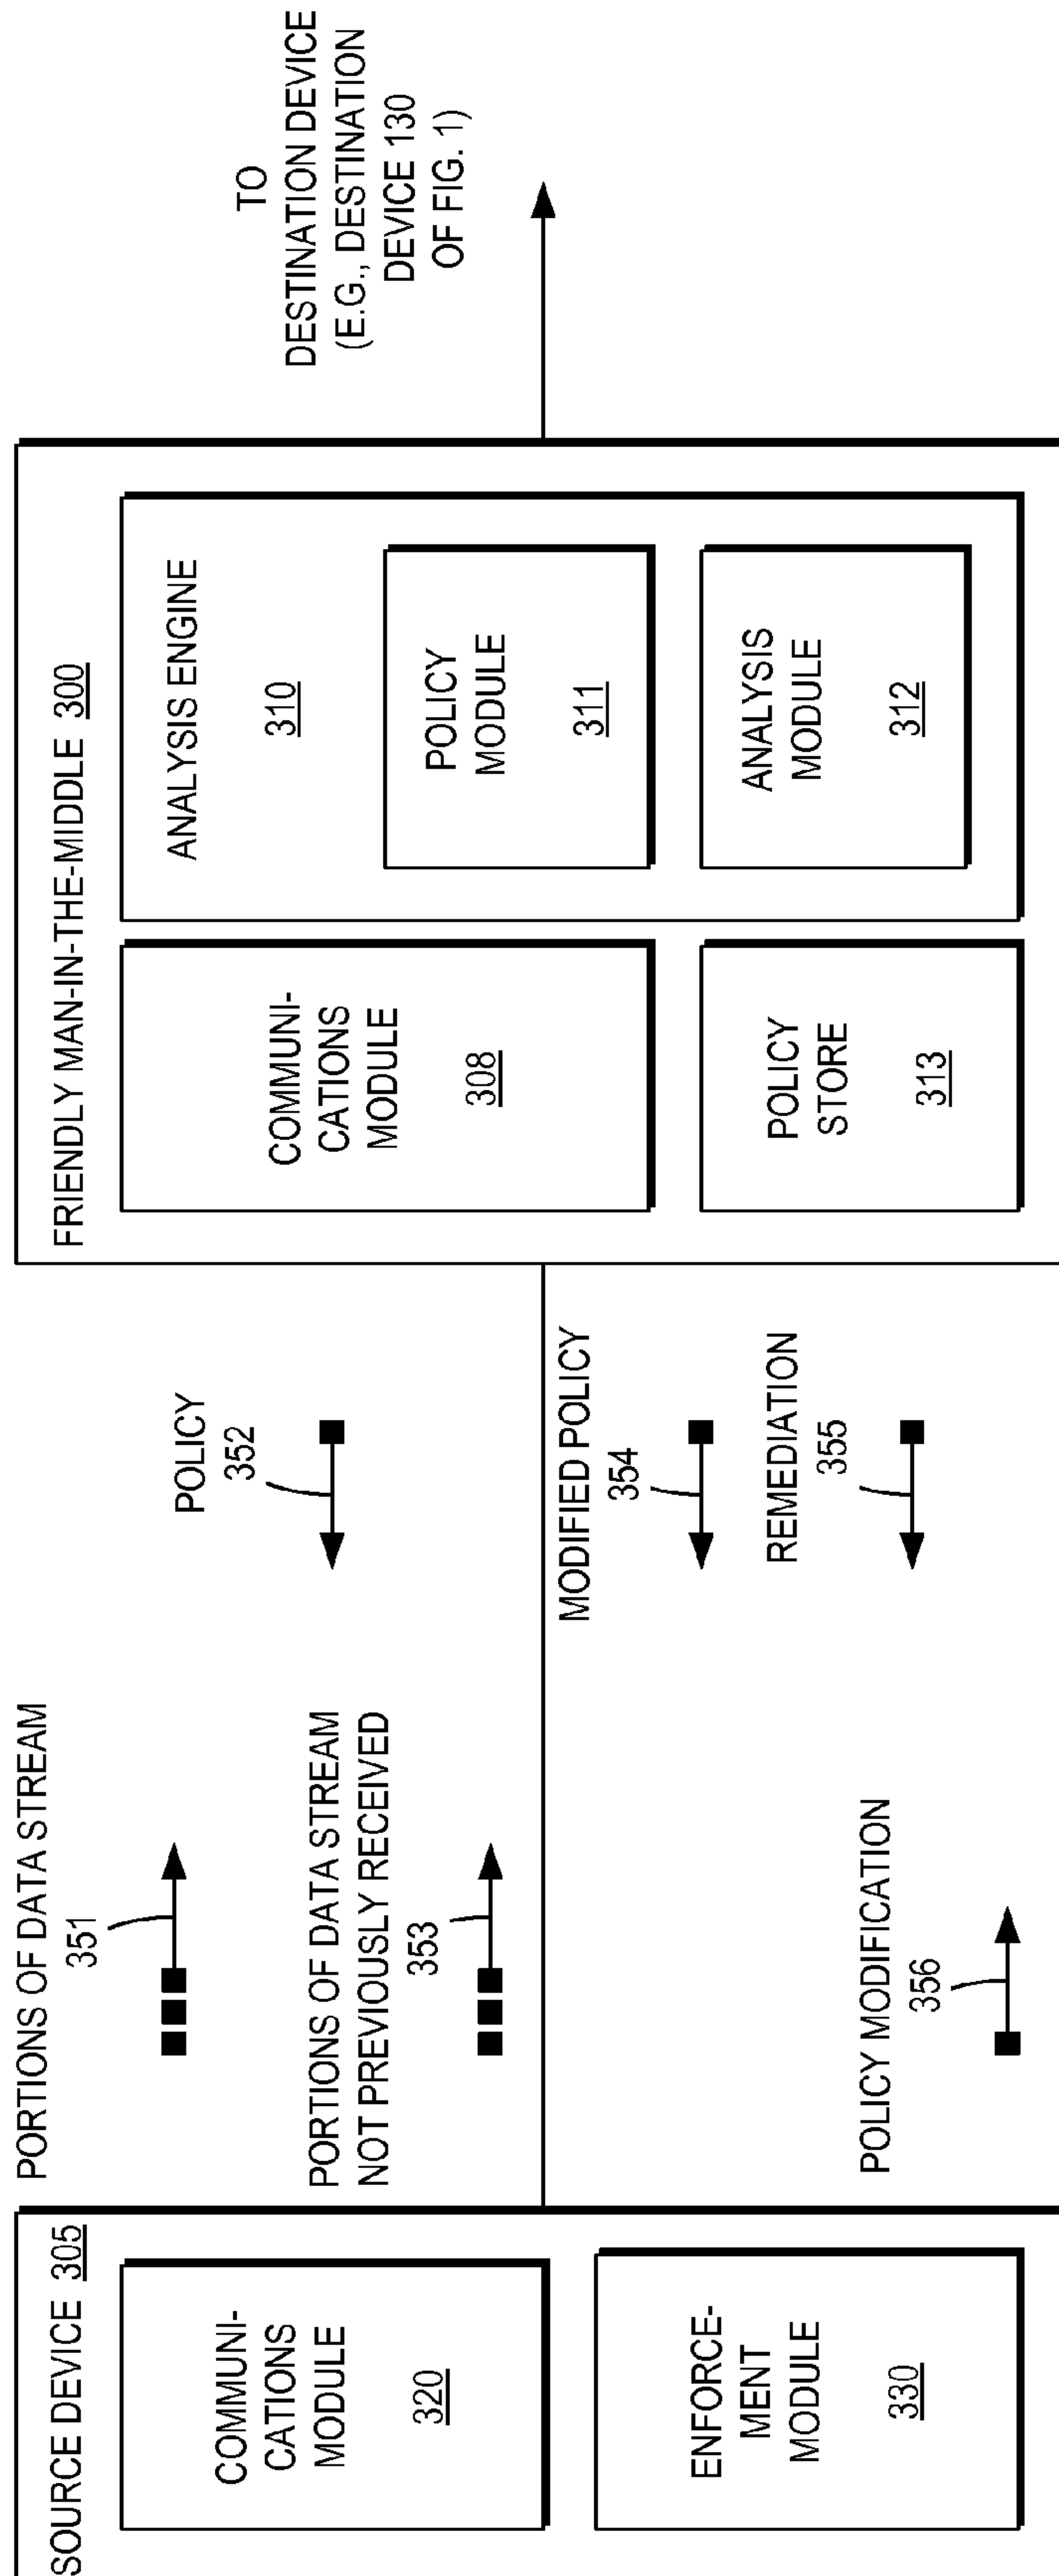 SOURCE DEVICE 305
COMMUNI-
CATIONS
MODULE
320
ENFORCE-
MENT
MODULE
330
PORTIONS OF DATA STREAM
351
PORTIONS OF DATA STREAM
NOT PREVIOUSLY RECEIVED
353
POLICY MODIFICATION
356
POLICY
352
MODIFIED POLICY
354
REMEDIATION
355
FRIENDLY MAN-IN-THE-MIDDLE 300
COMMUNI-
CATIONS
MODULE
308
POLICY
STORE
313
ANALYSIS ENGINE
310
POLICY
MODULE
311
ANALYSIS
MODULE
312
TO
DESTINATION DEVICE
(E.G., DESTINATION
DEVICE 130
OF FIG. 1)